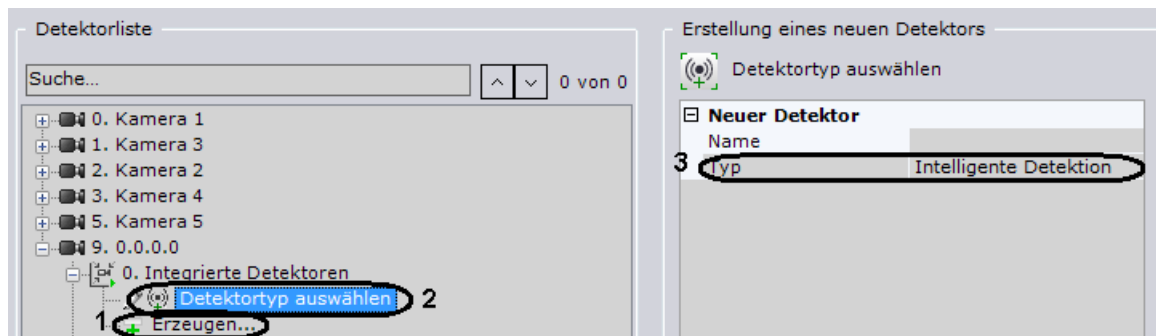 Detektorliste
Suche...
0 von 0
0. Kamera 1
1. Kamera 3
2. Kamera 2
3. Kamera 4
5. Kamera 5
9. 0.0.0.0
0. Integrierte Detektoren
Detektortyp auswählen 2
1 Erzeugen...
Erstellung eines neuen Detektors
Detektortyp auswählen
Neuer Detektor
Name
3 Typ Intelligente Detektion